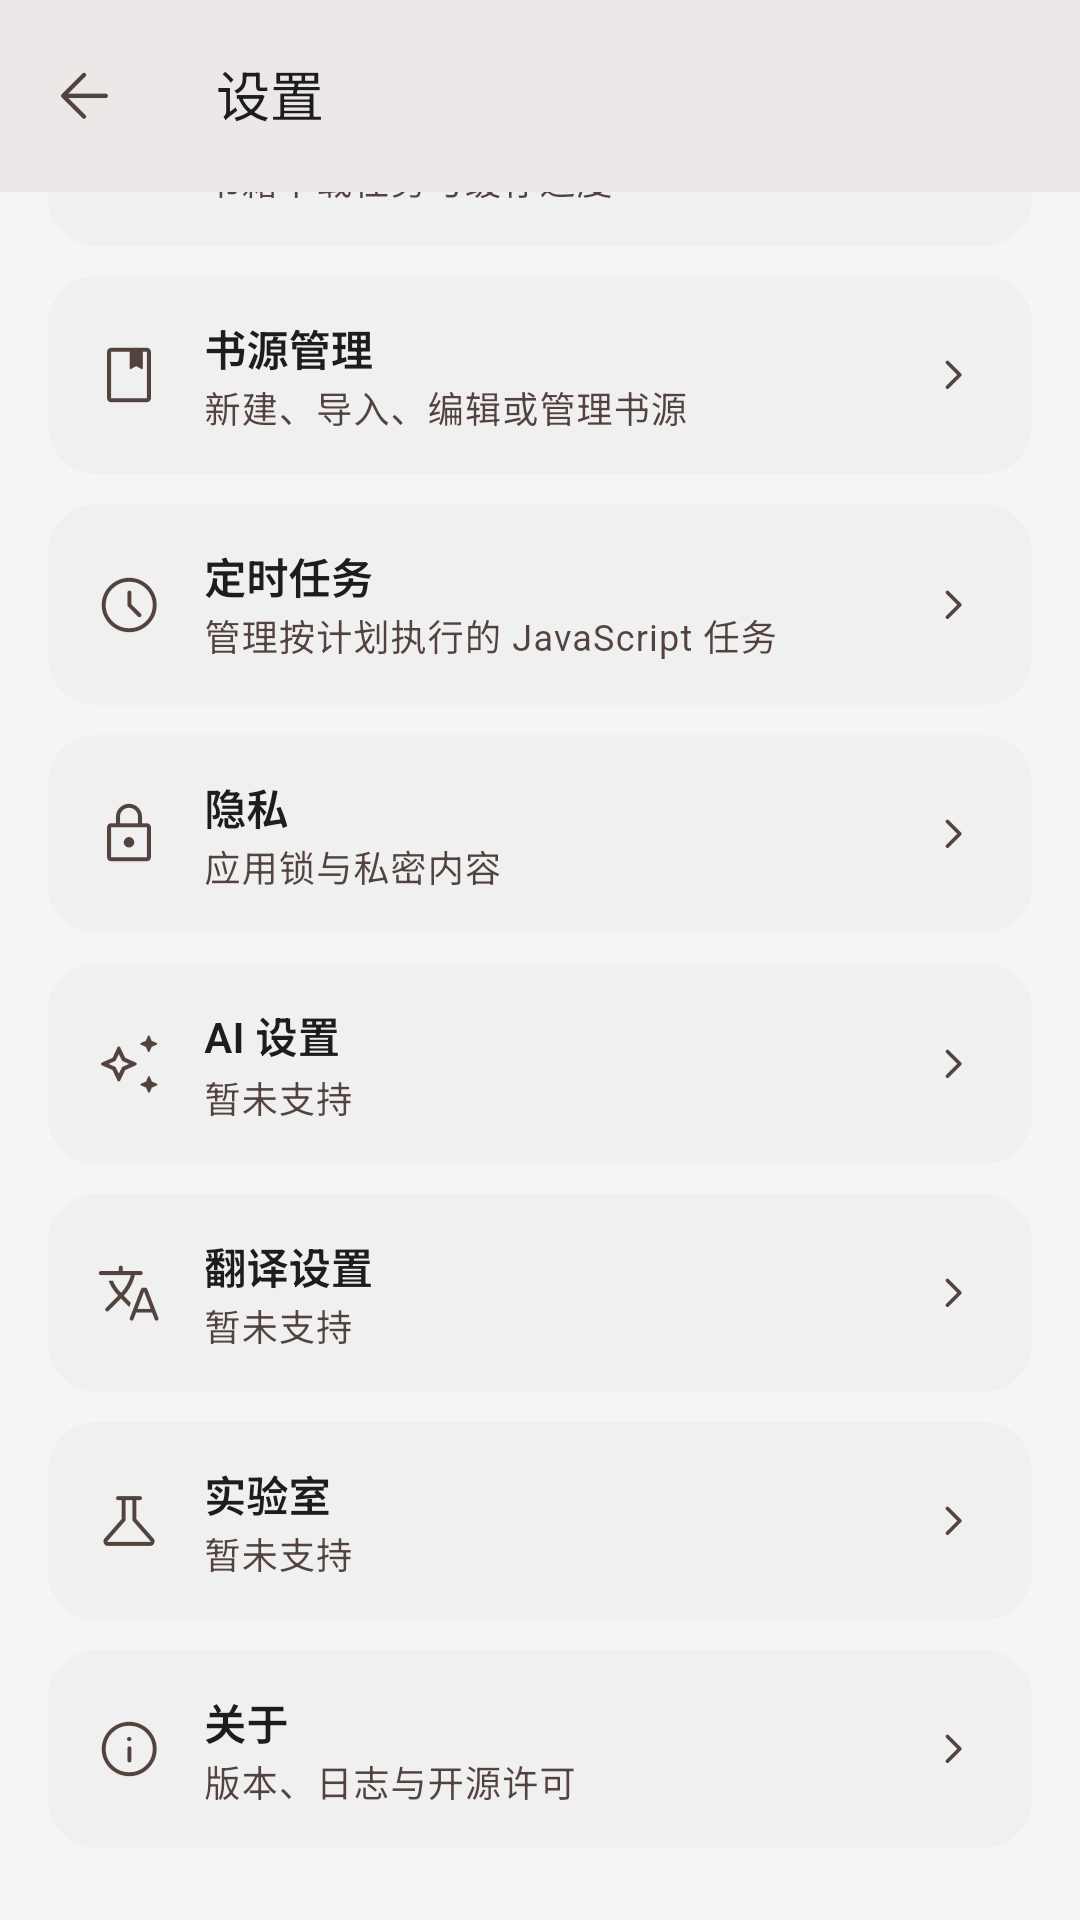 设置
书源管理
新建、导入、编辑或管理书源
定时任务
管理按计划执行的 JavaScript 任务
隐私
应用锁与私密内容
AI 设置
暂未支持
翻译设置
暂未支持
实验室
暂未支持
关于
版本、日志与开源许可